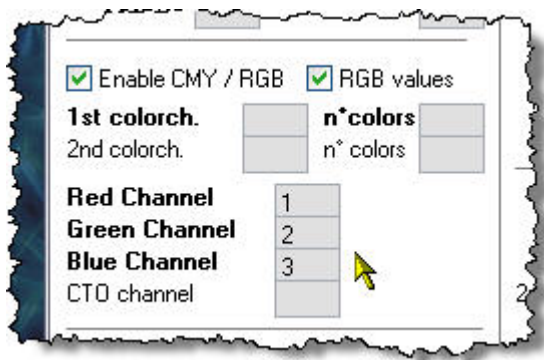 Enable CMY / RGB RGB values
1st colorch. n°colors
2nd colorch. n° colors
Red Channel 1
Green Channel 2
Blue Channel 3
CTO channel
2